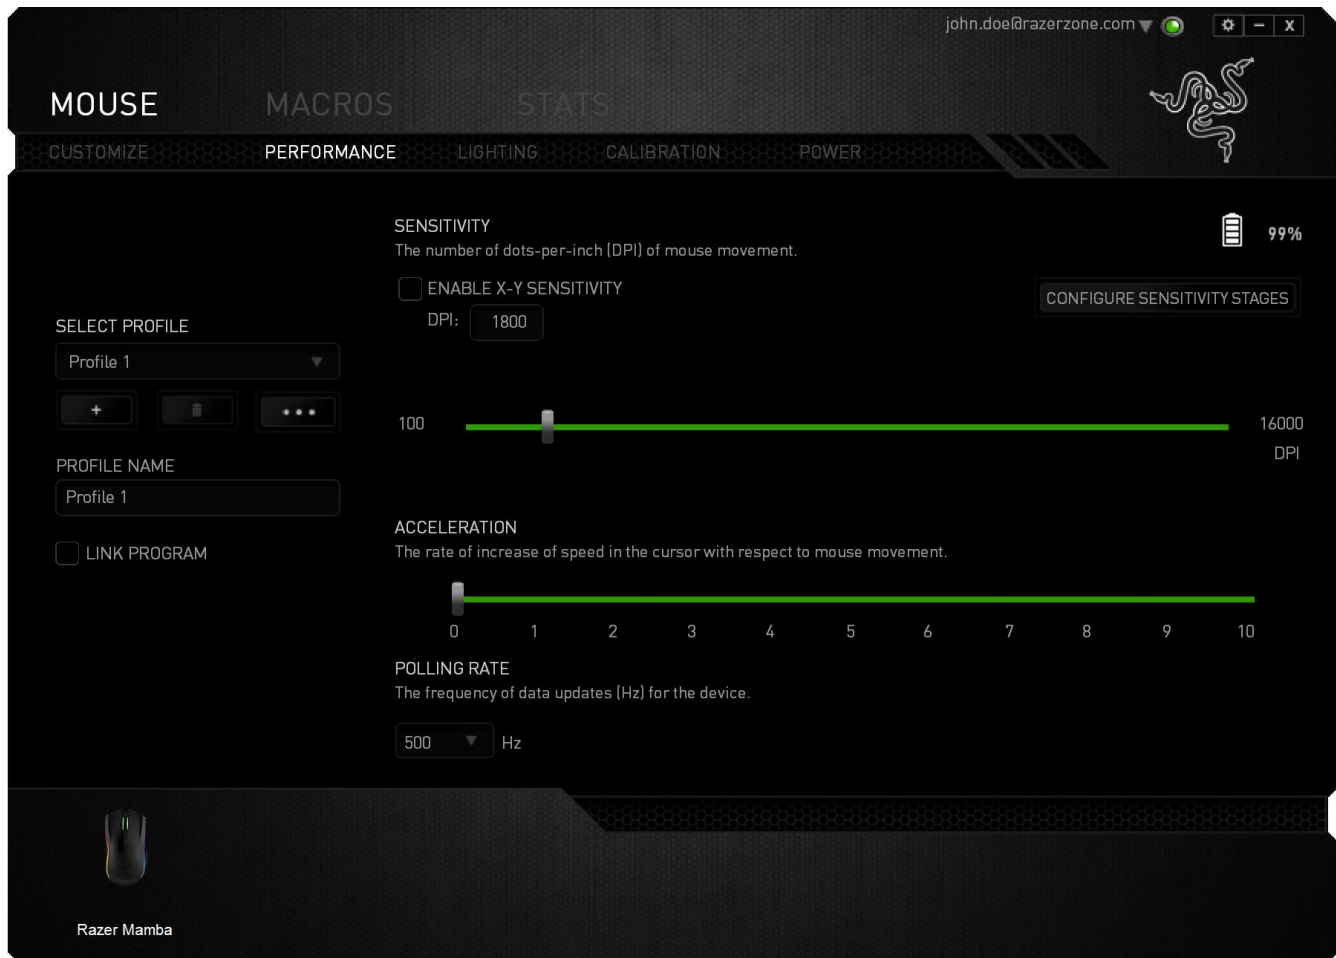 john.doe@razerzone.com
X
MOUSE MACROS STATS
CUSTOMIZE PERFORMANCE LIGHTING CALIBRATION POWER
SENSITIVITY
The number of dots-per-inch (DPI) of mouse movement.
99%
ENABLE X-Y SENSITIVITY
CONFIGURE SENSITIVITY STAGES
DPI: 1800
SELECT PROFILE
Profile 1
+
•••
100
16000
DPI
PROFILE NAME
Profile 1
LINK PROGRAM
ACCELERATION
The rate of increase of speed in the cursor with respect to mouse movement.
0 1 2 3 4 5 6 7 8 9 10
POLLING RATE
The frequency of data updates (Hz) for the device.
500 Hz
Razer Mamba